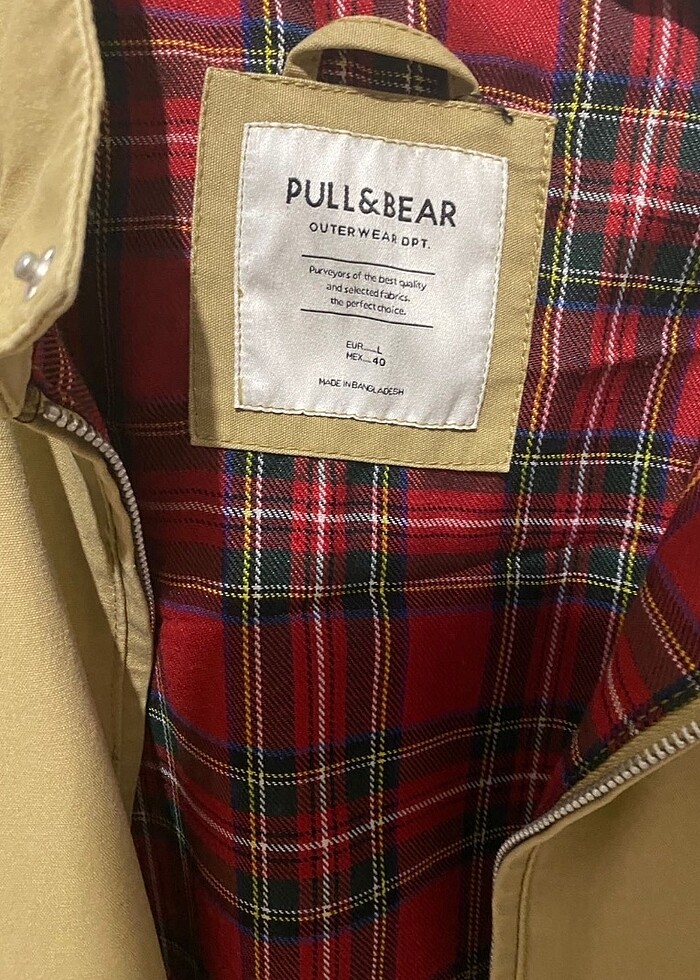 PULL&BEAR
OUTERWEAR DPT.
Purveyors of the best quality
and selected fabrics.
the perfect choice.
EUR....L
MEX....40
MADE IN BANGLADESH